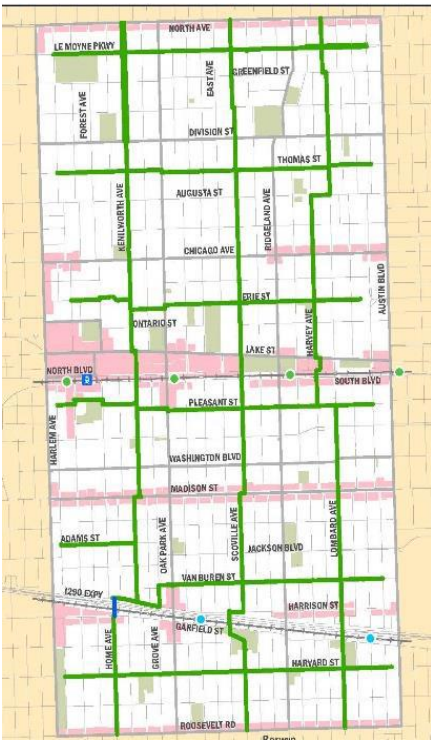 NORTH AVE
LE MOYNE PKWY
EAST AVE
GREENFIELD ST
FOREST AVE
DIVISION ST
THOMAS ST
KENILWORTH AVE
AUGUSTA ST
RIDGELAND AVE
CHICAGO AVE
AUSTIN BLVD
ERIE ST
ONTARIO ST
HARVEY AVE
LAKE ST
NORTH BLVD
SOUTH BLVD
PLEASANT ST
HARLEM AVE
WASHINGTON BLVD
MADISON ST
OAK PARK AVE
SCOVILLE AVE
LOMBARD AVE
ADAMS ST
JACKSON BLVD
VAN BUREN ST
I290 EXPY
HARRISON ST
GARFIELD ST
HOME AVE
GROVE AVE
HARVARD ST
ROOSEVELT RD